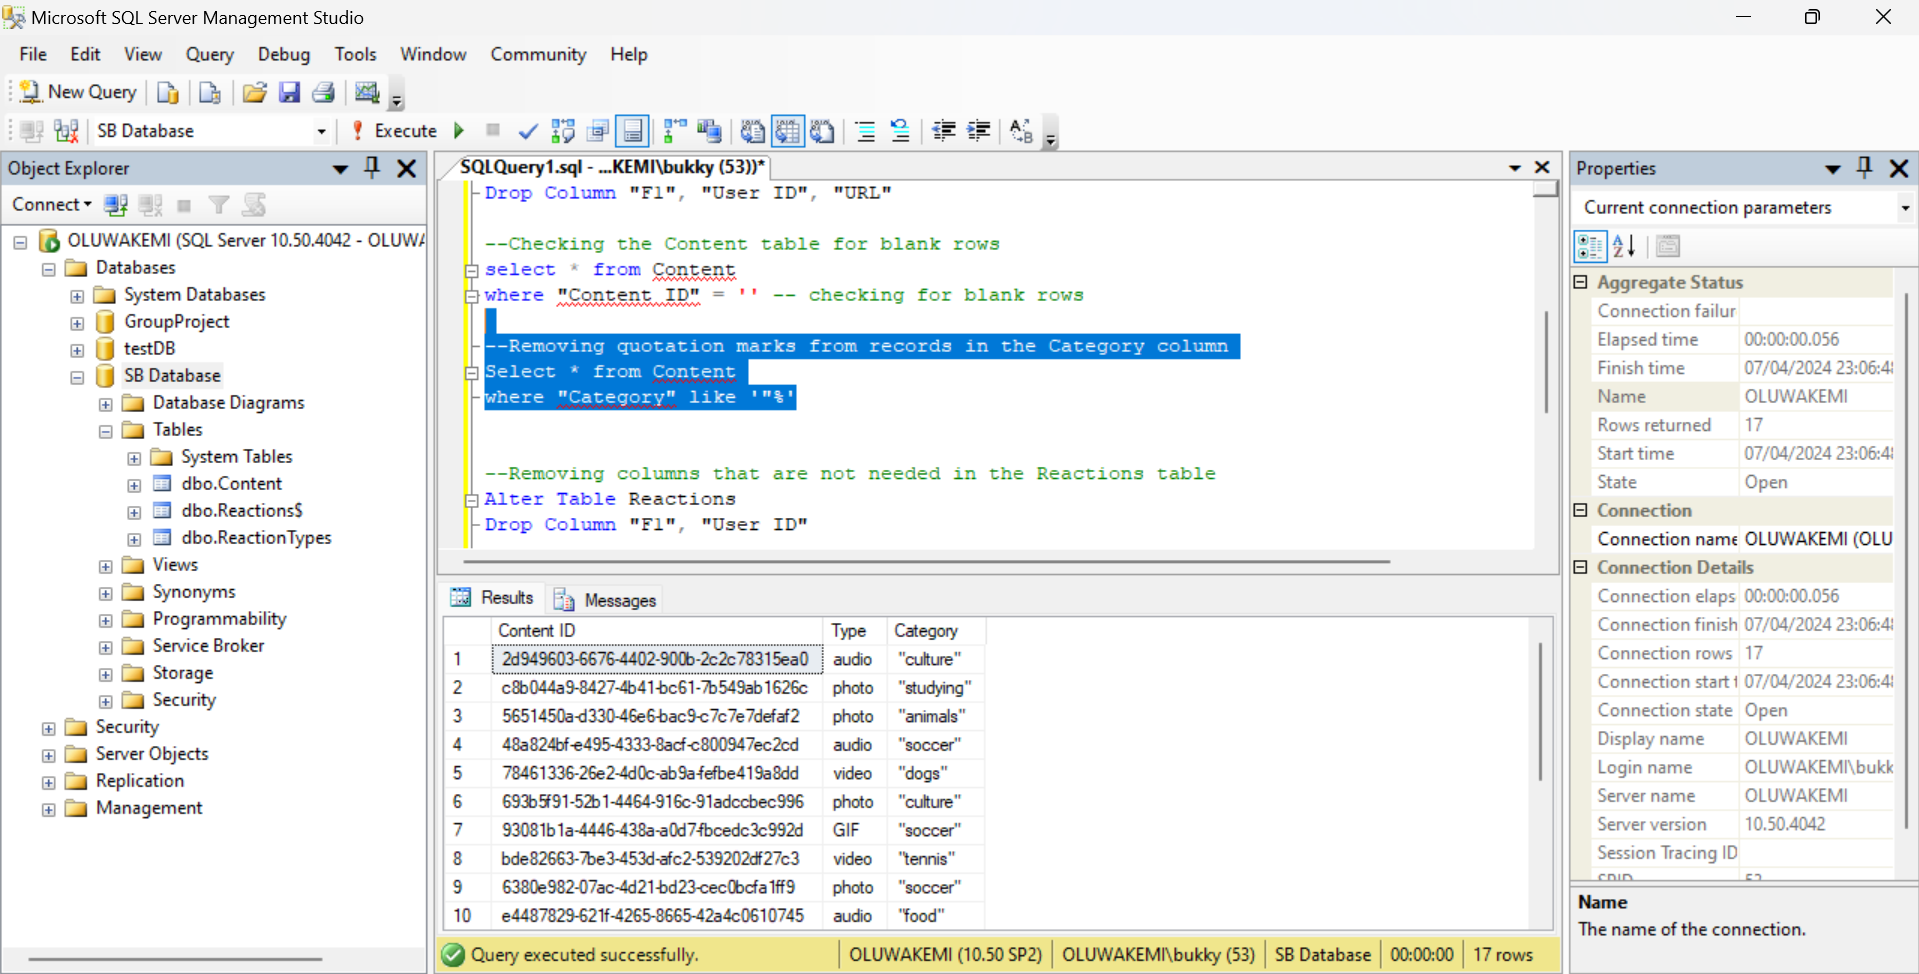 Microsoft SQL Server Management Studio
File Edit View Query Debug Tools Window Community Help
New Query
SB Database Execute
Object Explorer
Connect
OLUWAKEMI (SQL Server 10.50.4042 - OLUWA
Databases
System Databases
GroupProject
testDB
SB Database
Database Diagrams
Tables
System Tables
dbo.Content
dbo.Reactions$
dbo.ReactionTypes
Views
Synonyms
Programmability
Service Broker
Storage
Security
Security
Server Objects
Replication
Management
SQLQuery1.sql - ...KEMI\bukky (53))*
Drop Column "F1", "User ID", "URL"
--Checking the Content table for blank rows
select * from Content
where "Content ID" = '' -- checking for blank rows
--Removing quotation marks from records in the Category column
Select * from Content
where "Category" like '"%'
--Removing columns that are not needed in the Reactions table
Alter Table Reactions
Drop Column "F1", "User ID"
Results Messages
Content ID Type Category
1 2d949603-6676-4402-900b-2c2c78315ea0 audio "culture"
2 c8b044a9-8427-4b41-bc61-7b549ab1626c photo "studying"
3 5651450a-d330-46e6-bac9-c7c7e7defaf2 photo "animals"
4 48a824bf-e495-4333-8acf-c800947ec2cd audio "soccer"
5 78461336-26e2-4d0c-ab9a-fefbe419a8dd video "dogs"
6 693b5f91-52b1-4464-916c-91adccbec996 photo "culture"
7 93081b1a-4446-438a-a0d7-fbcedc3c992d GIF "soccer"
8 bde82663-7be3-453d-afc2-539202df27c3 video "tennis"
9 6380e982-07ac-4d21-bd23-cec0bcfa1ff9 photo "soccer"
10 e4487829-621f-4265-8665-42a4c0610745 audio "food"
Query executed successfully. OLUWAKEMI (10.50 SP2) OLUWAKEMI\bukky (53) SB Database 00:00:00 17 rows
Properties
Current connection parameters
Aggregate Status
Connection failur
Elapsed time 00:00:00.056
Finish time 07/04/2024 23:06:48
Name OLUWAKEMI
Rows returned 17
Start time 07/04/2024 23:06:48
State Open
Connection
Connection name OLUWAKEMI (OLU
Connection Details
Connection elaps 00:00:00.056
Connection finish 07/04/2024 23:06:48
Connection rows 17
Connection start t 07/04/2024 23:06:48
Connection state Open
Display name OLUWAKEMI
Login name OLUWAKEMI\bukk
Server name OLUWAKEMI
Server version 10.50.4042
Session Tracing ID
SPID 53
Name
The name of the connection.